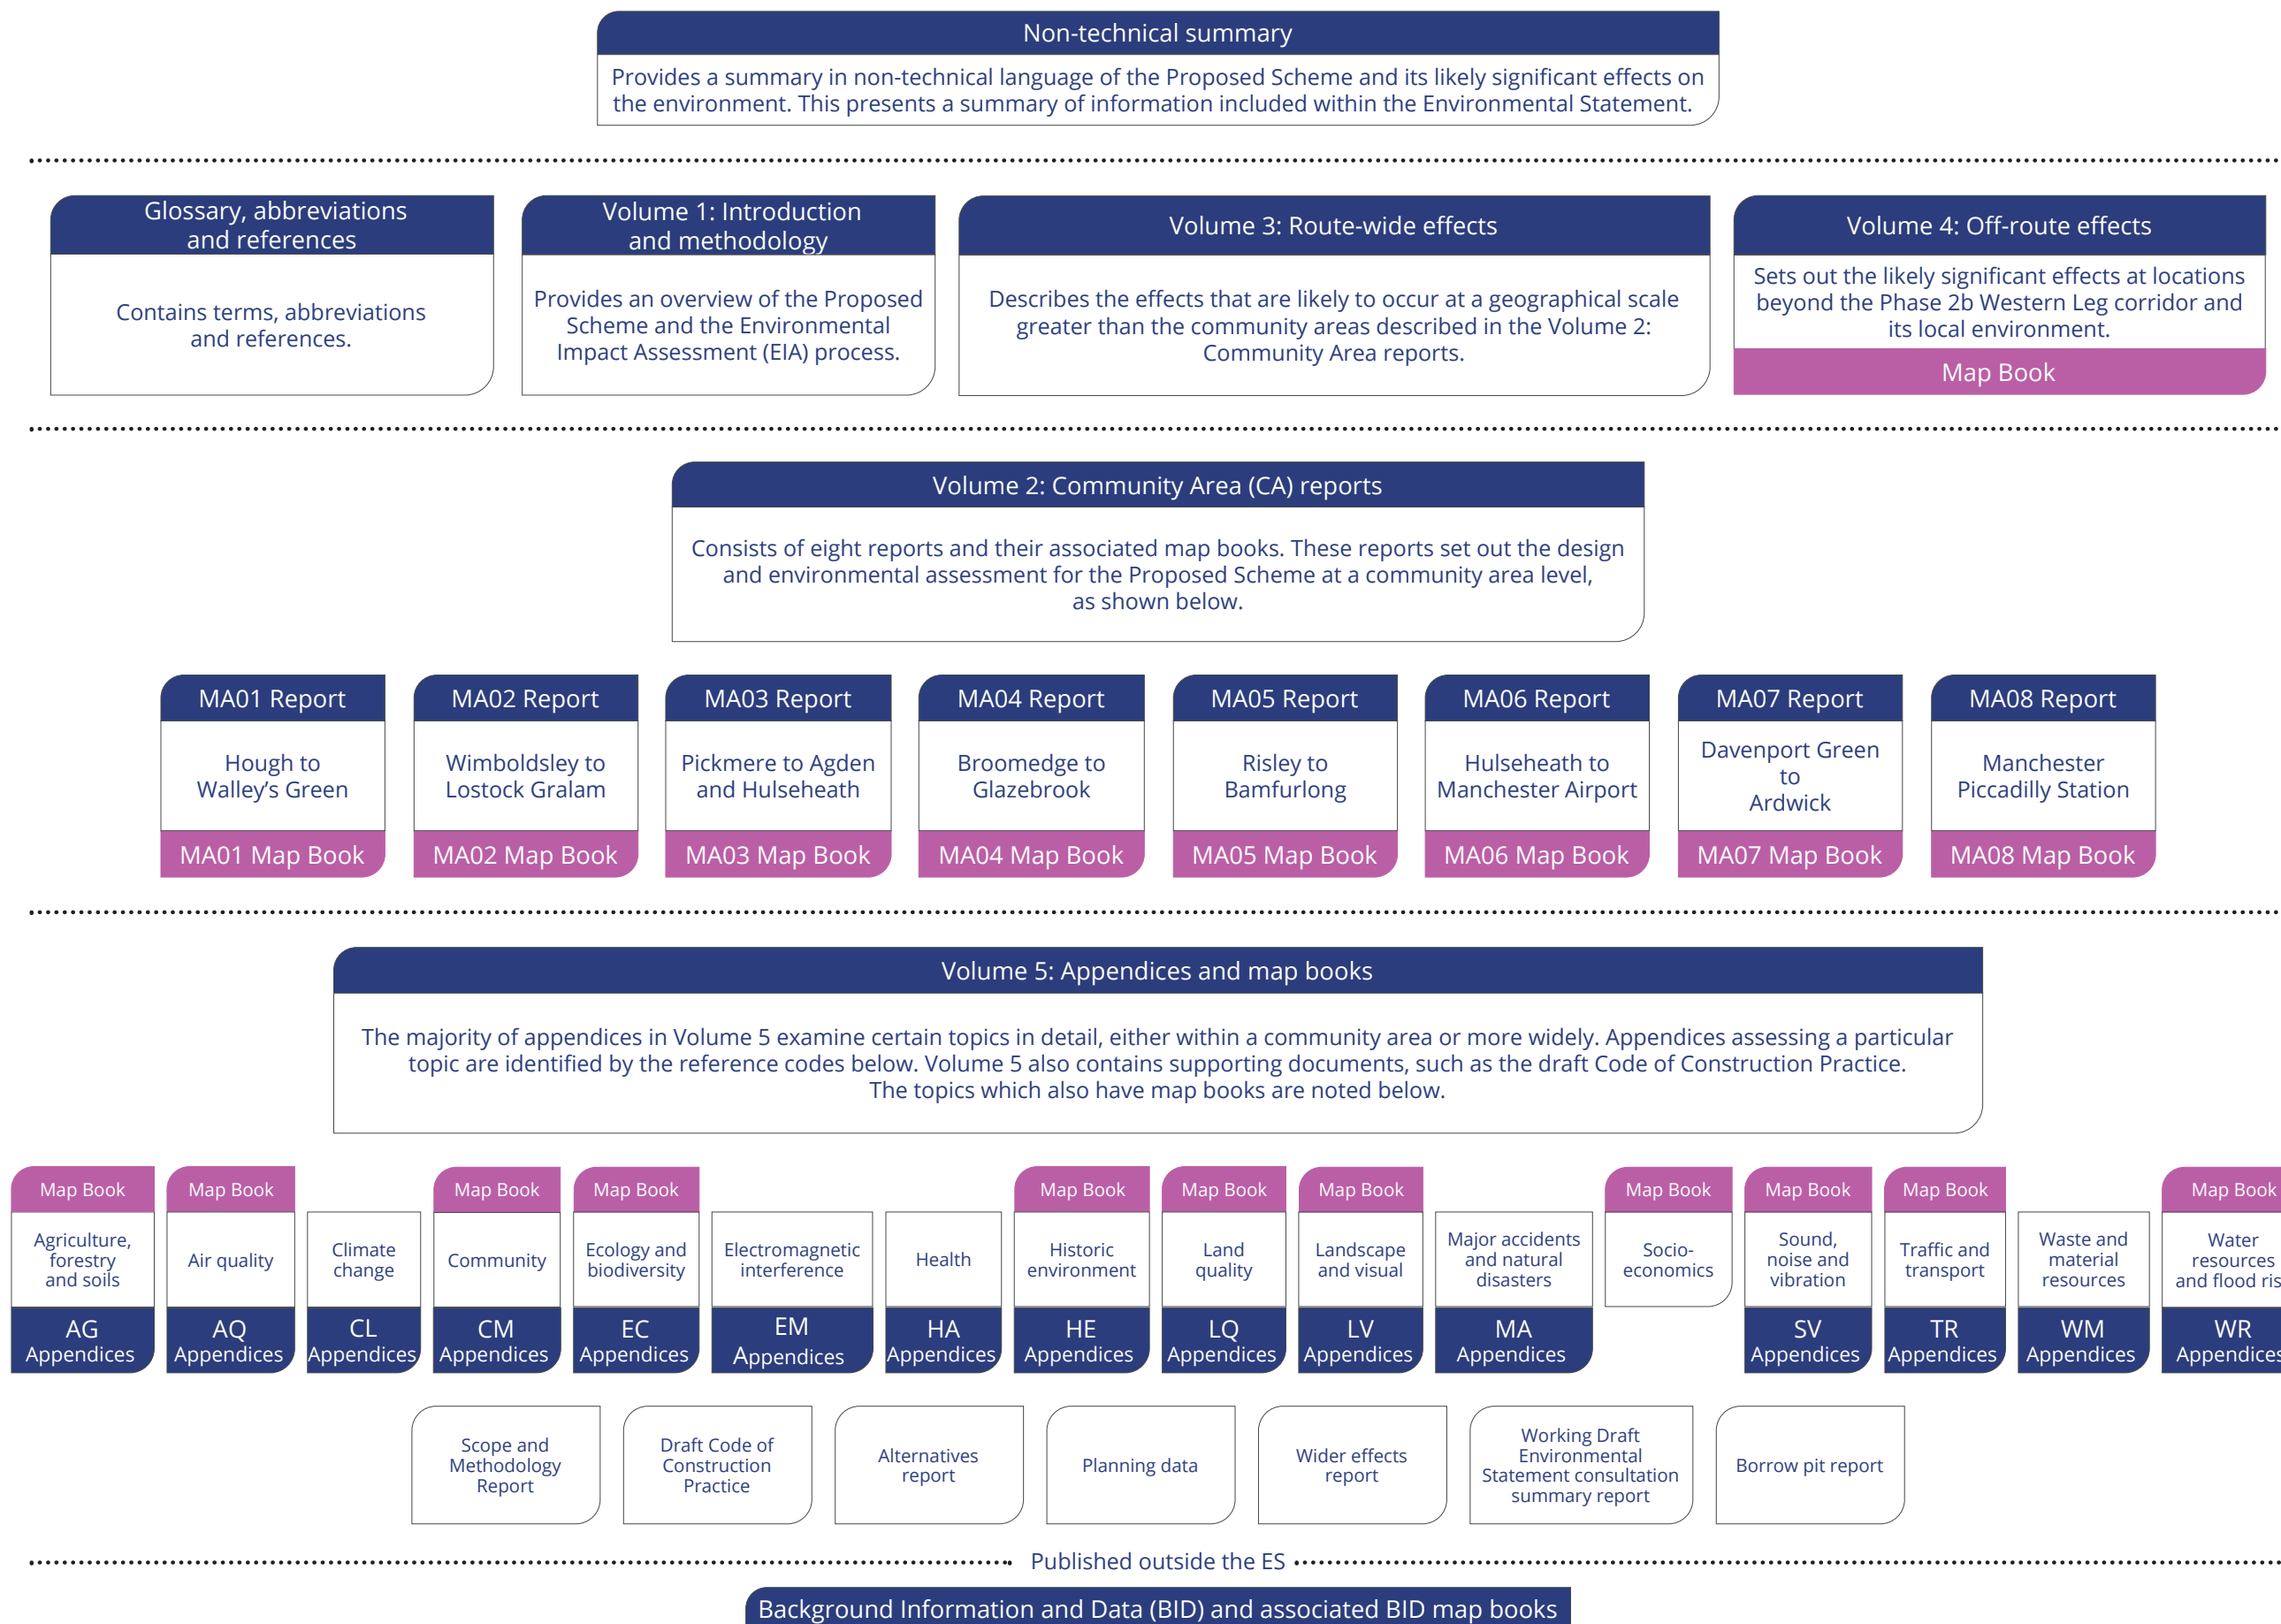 Non-technical summary
Provides a summary in non-technical language of the Proposed Scheme and its likely significant effects on
the environment. This presents a summary of information included within the Environmental Statement.
Glossary, abbreviations
and references
Contains terms, abbreviations
and references.
Volume 1: Introduction
and methodology
Provides an overview of the Proposed
Scheme and the Environmental
Impact Assessment (EIA) process.
Volume 3: Route-wide effects
Describes the effects that are likely to occur at a geographical scale
greater than the community areas described in the Volume 2:
Community Area reports.
Volume 4: Off-route effects
Sets out the likely significant effects at locations
beyond the Phase 2b Western Leg corridor and
its local environment.
Map Book
Volume 2: Community Area (CA) reports
Consists of eight reports and their associated map books. These reports set out the design
and environmental assessment for the Proposed Scheme at a community area level,
as shown below.
MA01 Report
Hough to
Walley’s Green
MA01 Map Book
MA02 Report
Wimboldsley to
Lostock Gralam
MA02 Map Book
MA03 Report
Pickmere to Agden
and Hulseheath
MA03 Map Book
MA04 Report
Broomedge to
Glazebrook
MA04 Map Book
MA05 Report
Risley to
Bamfurlong
MA05 Map Book
MA06 Report
Hulseheath to
Manchester Airport
MA06 Map Book
MA07 Report
Davenport Green
to
Ardwick
MA07 Map Book
MA08 Report
Manchester
Piccadilly Station
MA08 Map Book
Volume 5: Appendices and map books
The majority of appendices in Volume 5 examine certain topics in detail, either within a community area or more widely. Appendices assessing a particular
topic are identified by the reference codes below. Volume 5 also contains supporting documents, such as the draft Code of Construction Practice.
The topics which also have map books are noted below.
Map Book
Agriculture,
forestry
and soils
AG
Appendices
Map Book
Air quality
AQ
Appendices
Climate
change
CL
Appendices
Map Book
Community
CM
Appendices
Map Book
Ecology and
biodiversity
EC
Appendices
Electromagnetic
interference
EM
Appendices
Health
HA
Appendices
Map Book
Historic
environment
HE
Appendices
Map Book
Land
quality
LQ
Appendices
Map Book
Landscape
and visual
LV
Appendices
Major accidents
and natural
disasters
MA
Appendices
Map Book
Socio-
economics
Map Book
Sound,
noise and
vibration
SV
Appendices
Map Book
Traffic and
transport
TR
Appendices
Waste and
material
resources
WM
Appendices
Map Book
Water
resources
and flood
WR
Scope and
Methodology
Report
Draft Code of
Construction
Practice
Alternatives
report
Planning data
Wider effects
report
Working Draft
Environmental
Statement consultation
summary report
Borrow pit report
Published outside the ES
Background Information and Data (BID) and associated BID map books